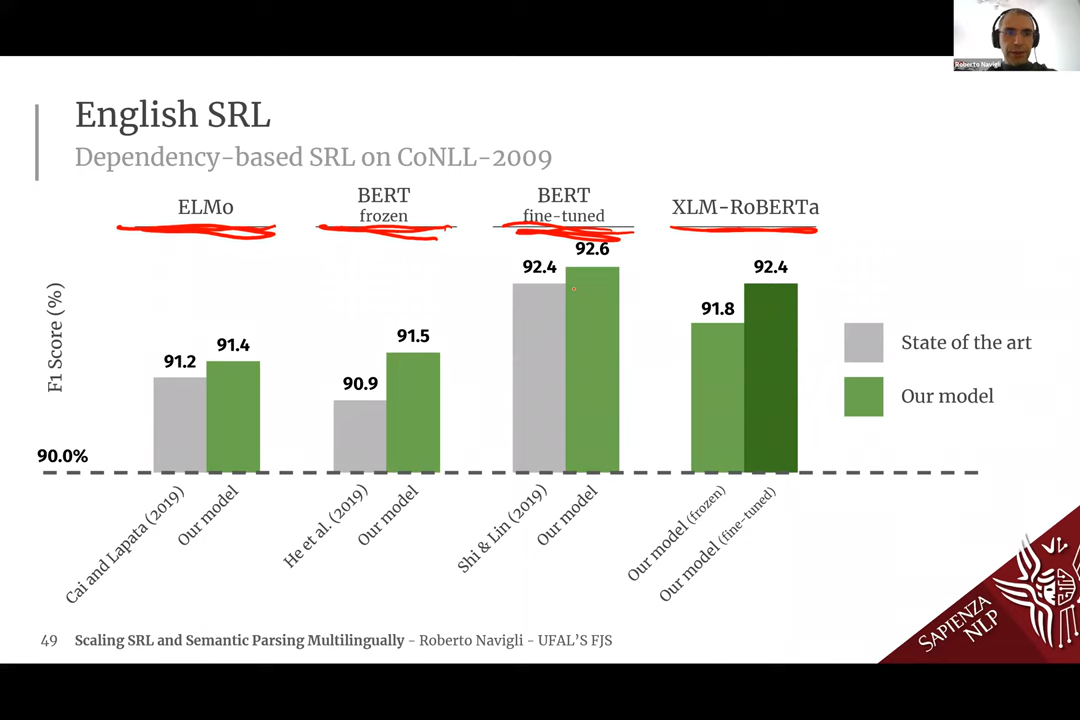 Roberto Navigli
English SRL
Dependency-based SRL on CoNLL-2009
ELMo
BERT
frozen
BERT
fine-tuned
XLM-RoBERTa
F1 Score (%)
90.0%
91.2
91.4
90.9
91.5
92.4
92.6
91.8
92.4
State of the art
Our model
Cai and Lapata (2019)
Our model
He et al. (2019)
Our model
Shi & Lin (2019)
Our model
Our model (frozen)
Our model (fine-tuned)
49 Scaling SRL and Semantic Parsing Multilingually - Roberto Navigli - UFAL'S FJS
SAPIENZA
NLP